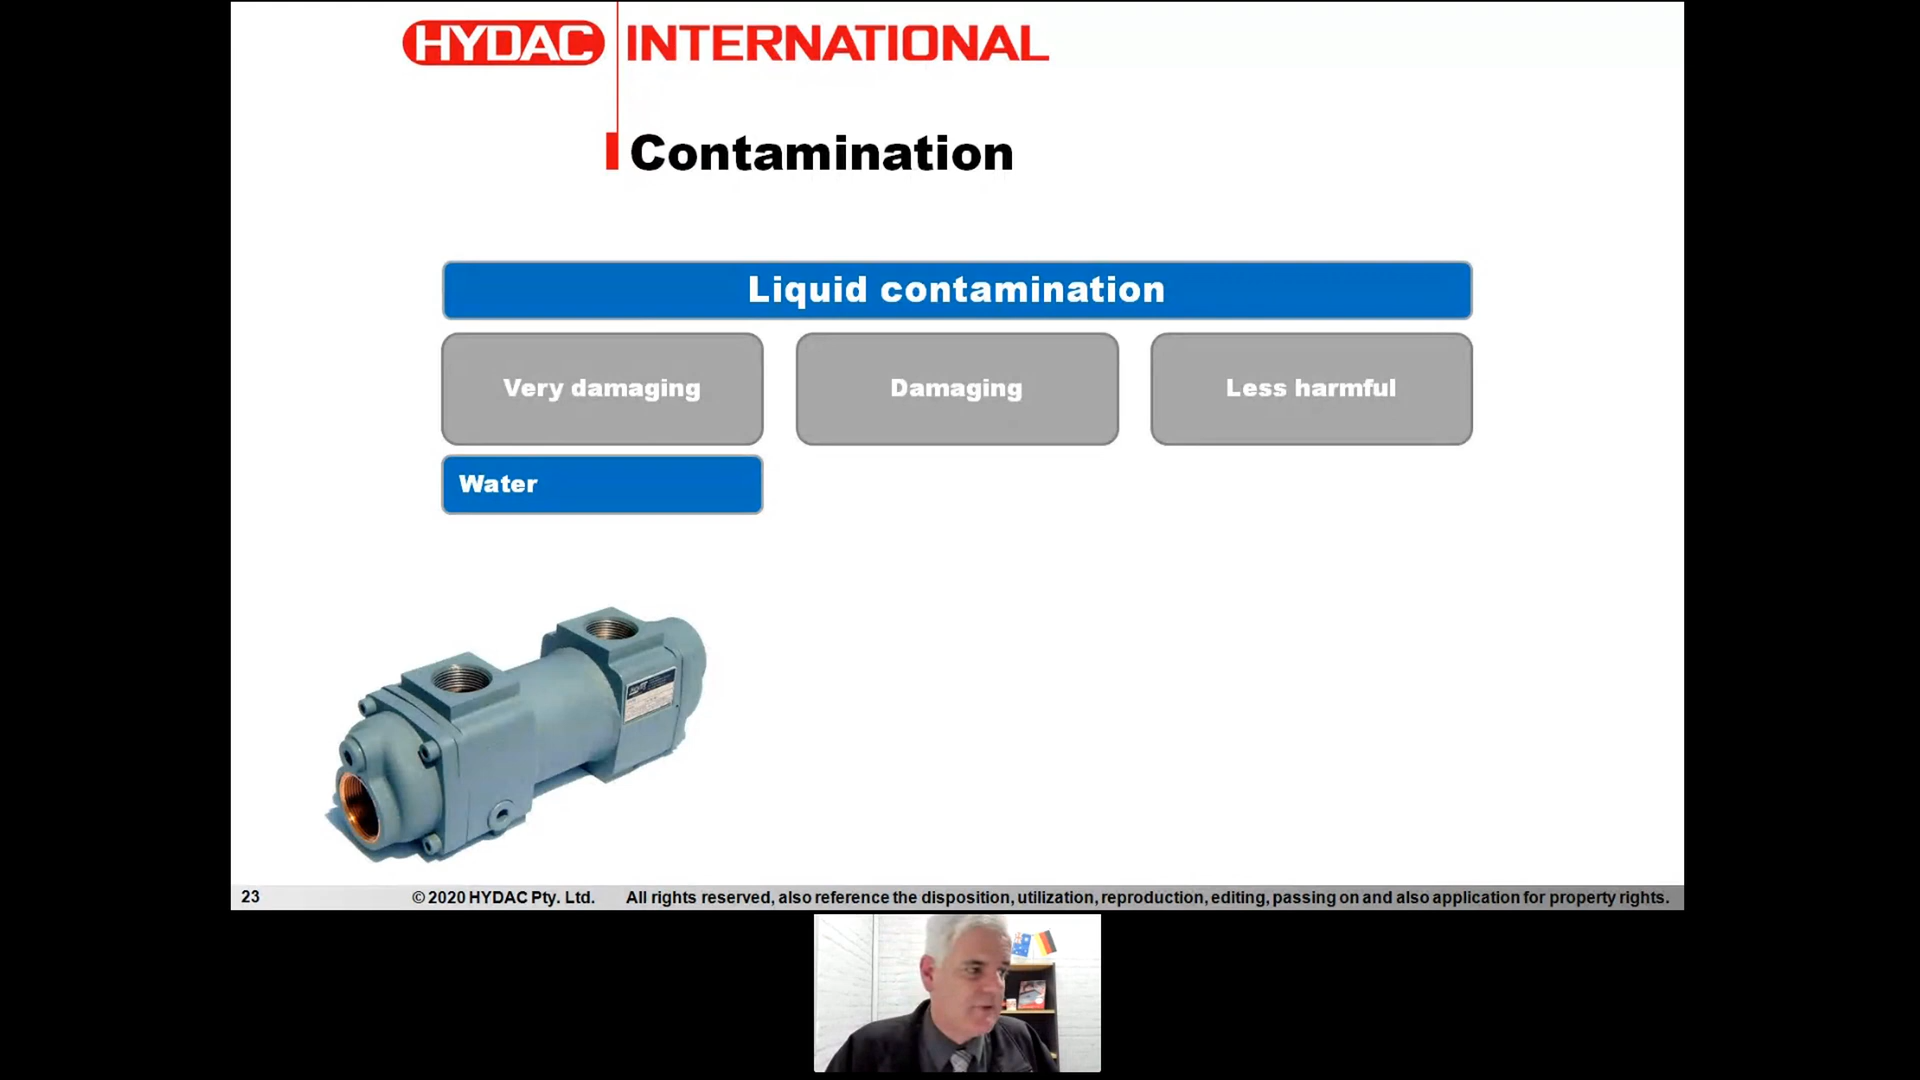 HYDAC INTERNATIONAL
Contamination
Liquid contamination
Very damaging
Damaging
Less harmful
Water
23
© 2020 HYDAC Pty. Ltd.
All rights reserved, also reference the disposition, utilization, reproduction, editing, passing on and also application for property rights.